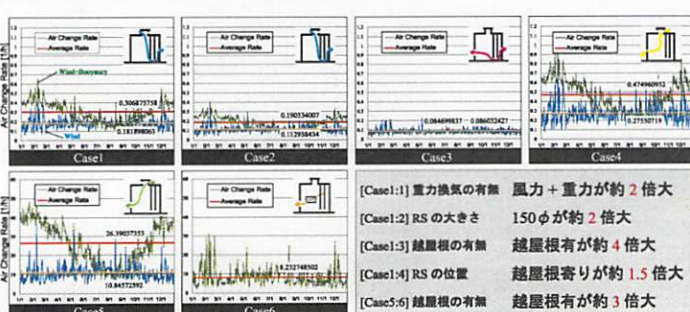 Air Change Rate
Average Rate
Wind+Buoyancy
0.306875758
0.181898063
Wind
Air Change Rate [1/h]
Case1
Air Change Rate
Average Rate
0.190334007
0.112938434
Case2
Air Change Rate
Average Rate
0.084699837
0.086032427
Case3
Air Change Rate
Average Rate
0.474960952
0.27550719
Case4
Air Change Rate
Average Rate
26.39037353
10.84572592
Air Change Rate [1/h]
Case5
Air Change Rate
Average Rate
8.232748502
Case6
[Case1:1] 重力換気の有無 風力+重力が約 2 倍大
[Case1:2] RS の大きさ 150φが約 2 倍大
[Case1:3] 越屋根の有無 越屋根有が約 4 倍大
[Case1:4] RS の位置 越屋根寄りが約 1.5 倍大
[Case5:6] 越屋根の有無 越屋根有が約 3 倍大